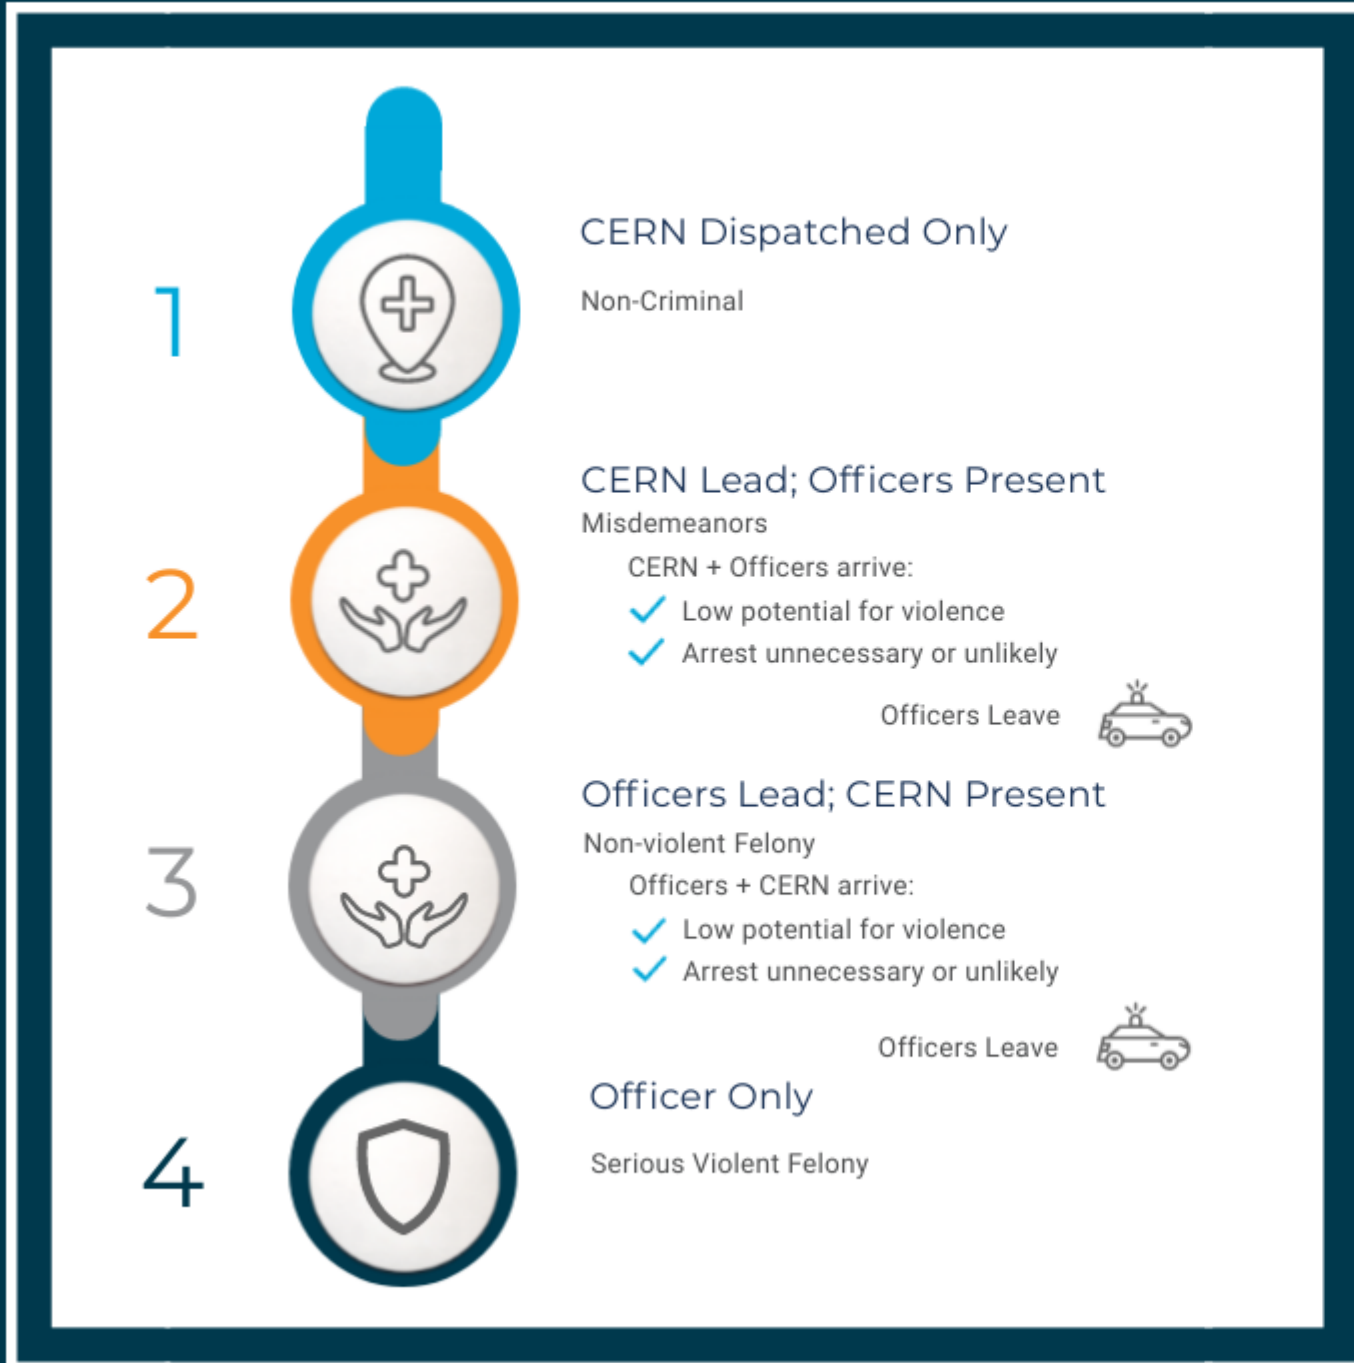 1
CERN Dispatched Only
Non-Criminal
2
CERN Lead; Officers Present
Misdemeanors
CERN + Officers arrive:
Low potential for violence
Arrest unnecessary or unlikely
Officers Leave
3
Officers Lead; CERN Present
Non-violent Felony
Officers + CERN arrive:
Low potential for violence
Arrest unnecessary or unlikely
Officers Leave
4
Officer Only
Serious Violent Felony